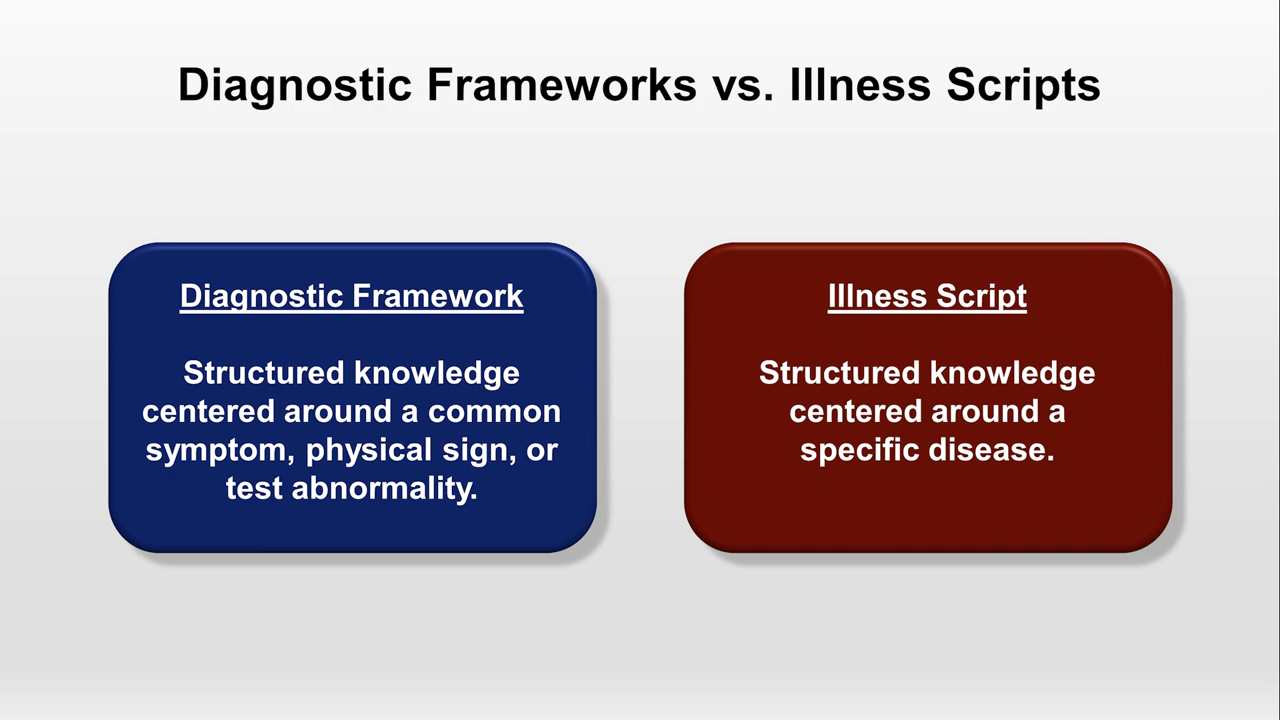 Diagnostic Frameworks vs. Illness Scripts
Diagnostic Framework
Structured knowledge
centered around a common
symptom, physical sign, or
test abnormality.
Illness Script
Structured knowledge
centered around a
specific disease.